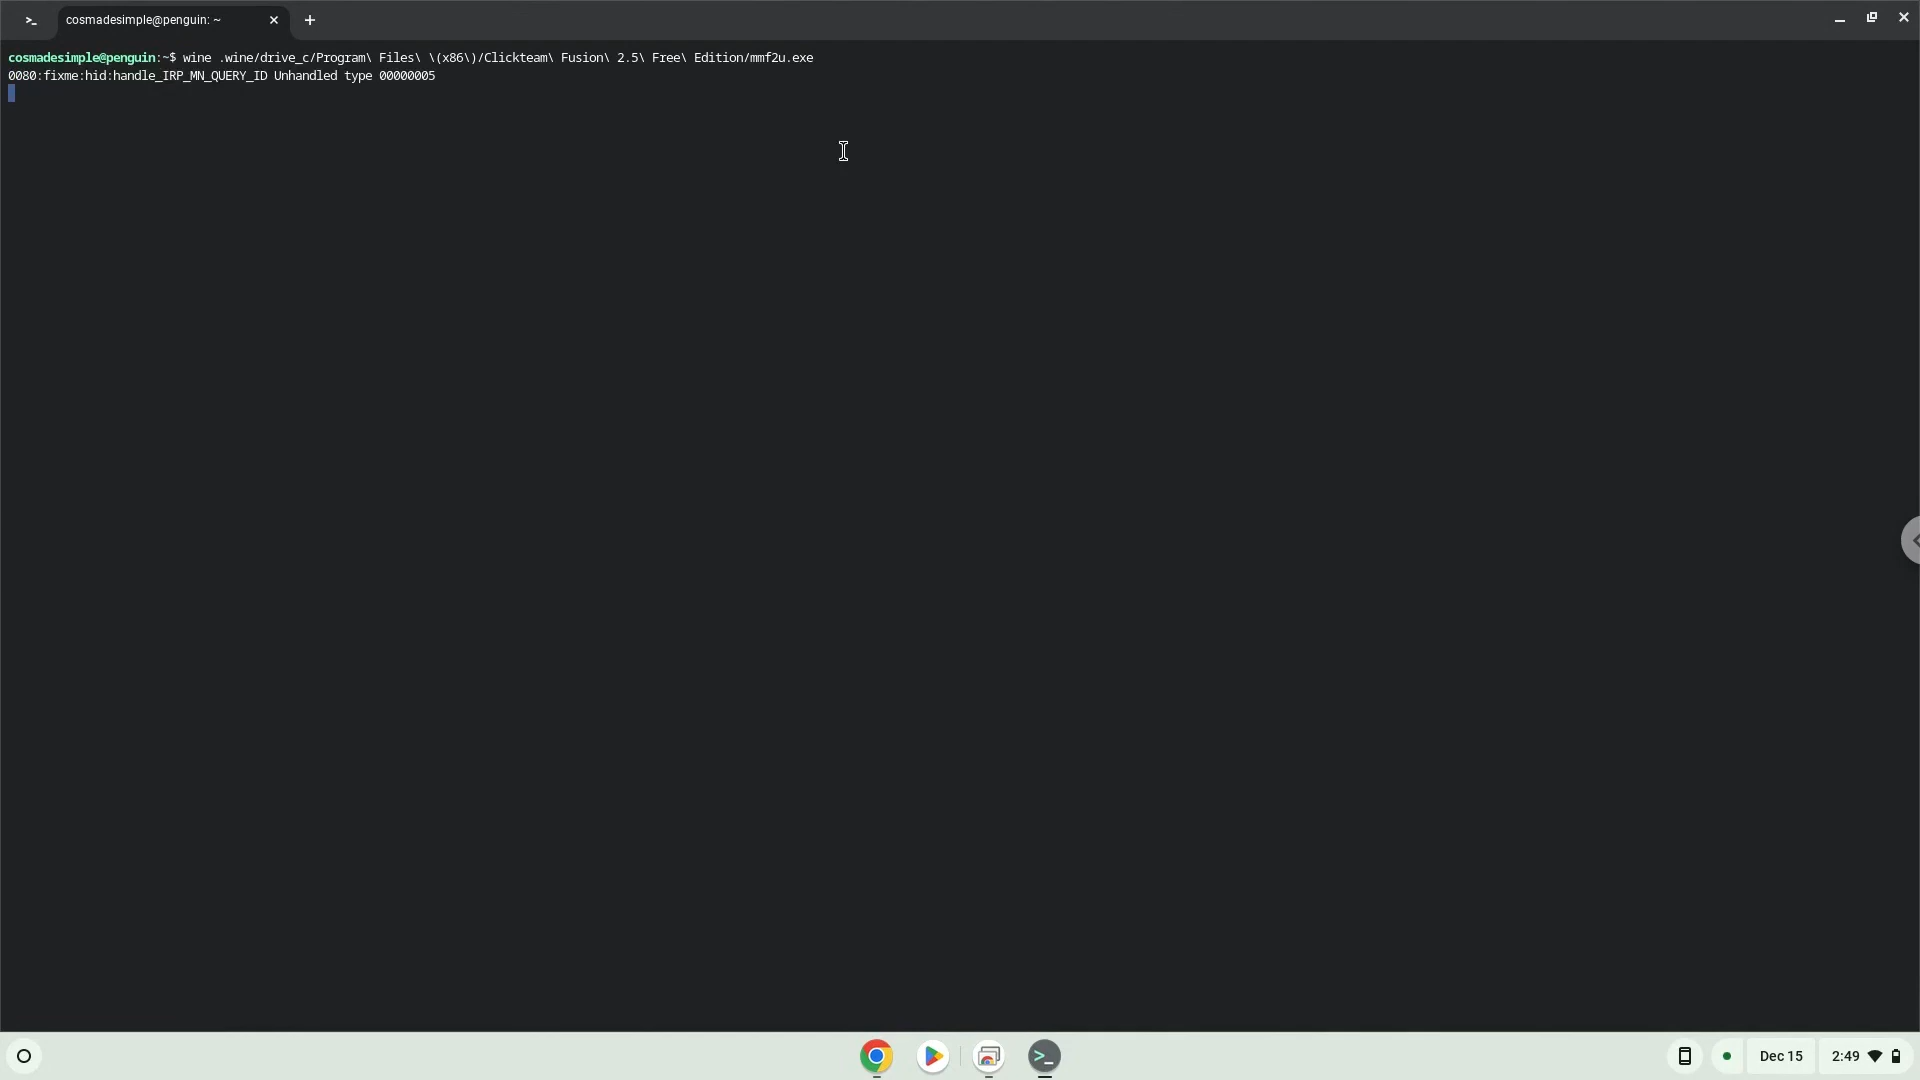 cosmadesimple@penguin: ~
cosmadesimple@penguin:~$ wine .wine/drive_c/Program\ Files\ \(x86\)/Clickteam\ Fusion\ 2.5\ Free\ Edition/mmf2u.exe
0080:fixme:hid:handle_IRP_MN_QUERY_ID Unhandled type 00000005
Dec 15
2:49